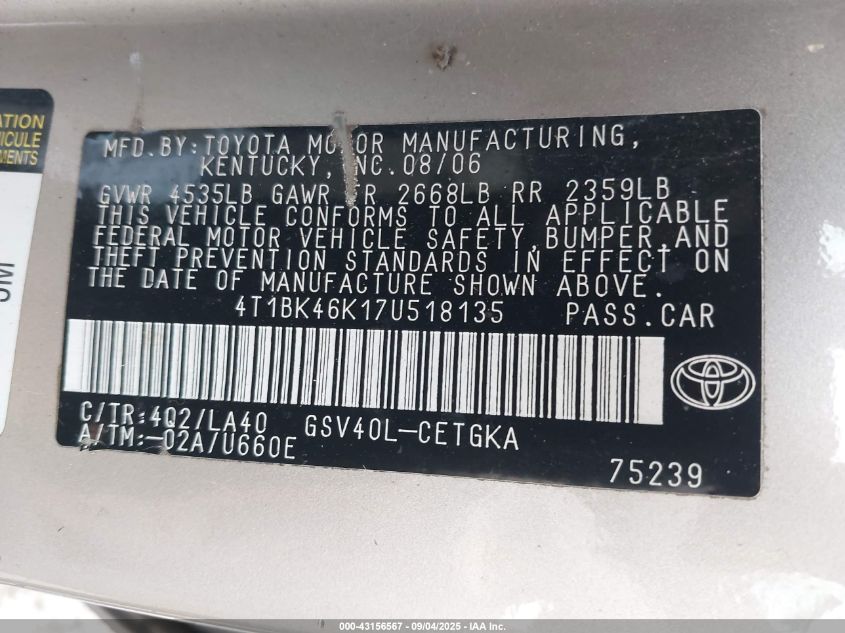 ATION
HICULE
EMENTS
MFD.BY:TOYOTA MOTOR MANUFACTURING,
KENTUCKY, INC. 08/06
GVWR 4535LB GAWR FR 2668LB RR 2359LB
THIS VEHICLE CONFORMS TO ALL APPLICABLE
FEDERAL MOTOR VEHICLE SAFETY,BUMPER,AND
THEFT PREVENTION STANDARDS IN EFFECT ON
THE DATE OF MANUFACTURE SHOWN ABOVE.
4T1BK46K17U518135 PASS.CAR
C/TR:4Q2/LA40 GSV40L-CETGKA
A/TM:-02A/U660E
75239
000-43156567 - 09/04/2025 - IAA Inc.